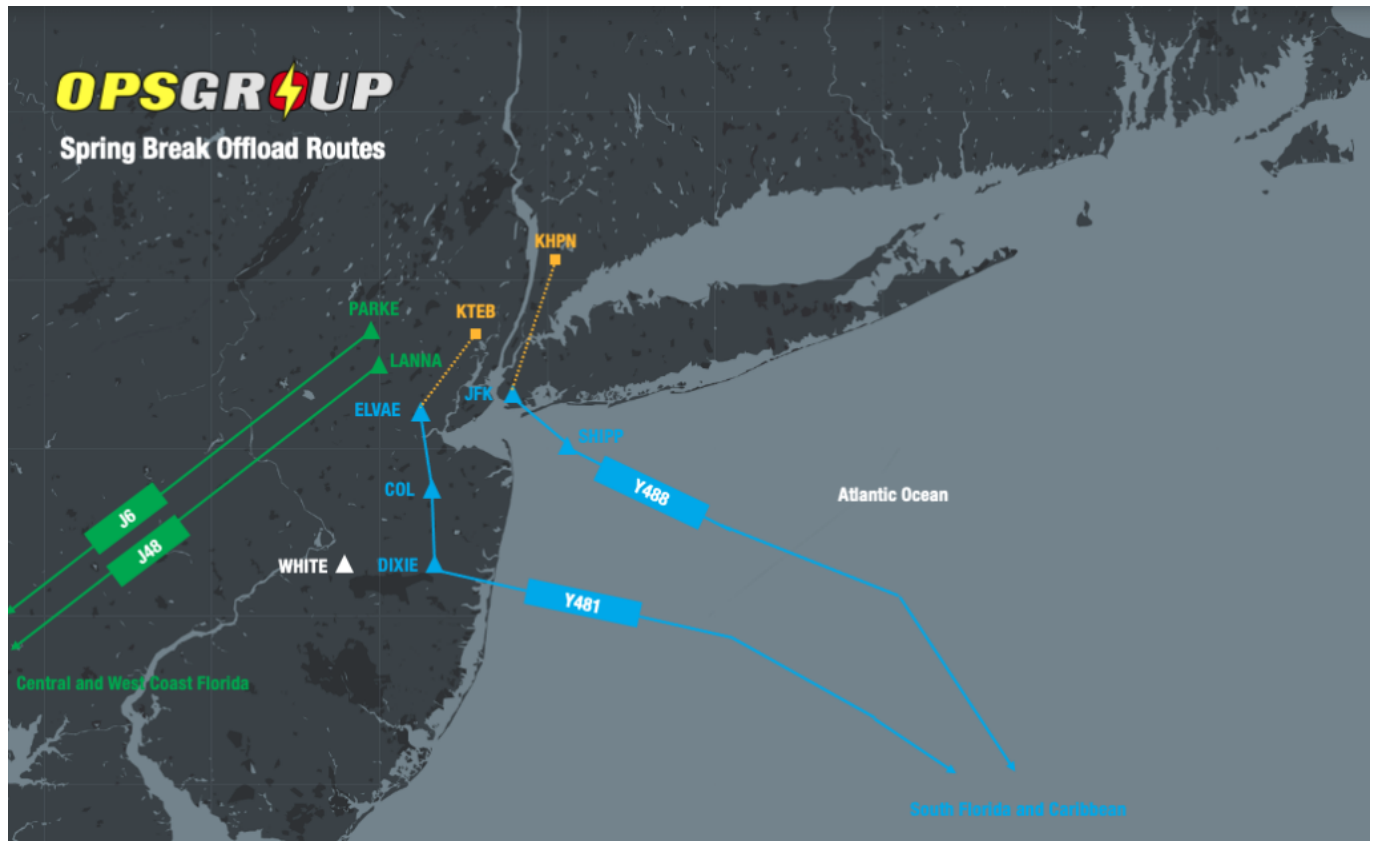 OPSGROUP
Spring Break Offload Routes
KHPN
PARKE
KTEB
LANNA
JFK
ELVAE
SHIPP
COL
Y488
Atlantic Ocean
J6
J48
WHITE
DIXIE
Y481
Central and West Coast Florida
South Florida and Caribbean